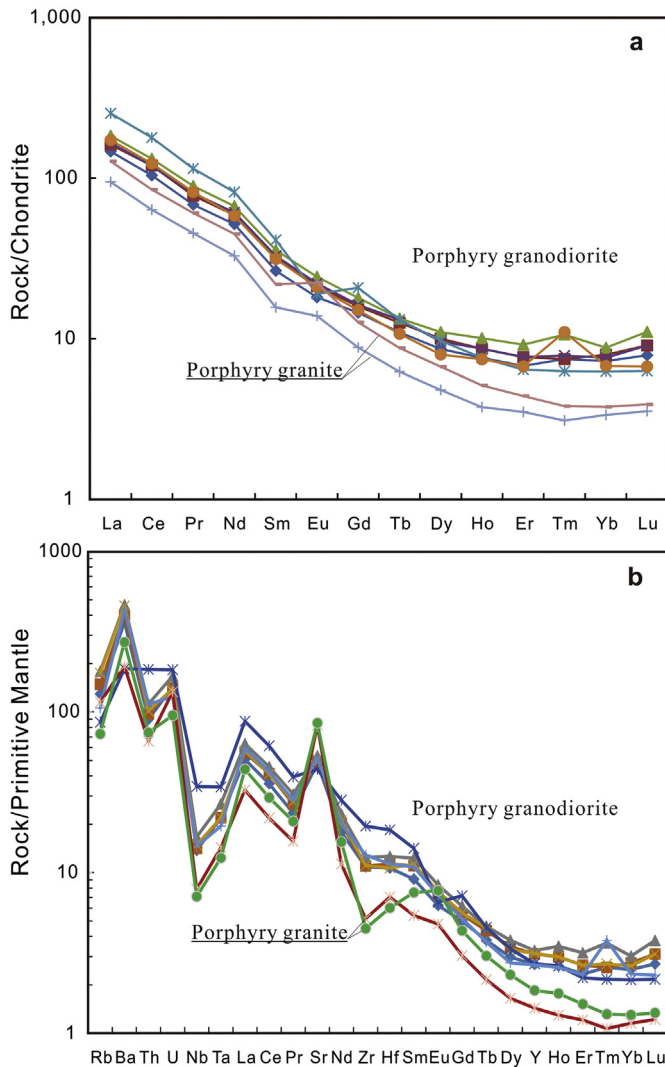 1,000
a
100
Rock/Chondrite
Porphyry granodiorite
10
Porphyry granite
1
La Ce Pr Nd Sm Eu Gd Tb Dy Ho Er Tm Yb Lu
1000
b
100
Rock/Primitive Mantle
Porphyry granodiorite
10
Porphyry granite
1
Rb Ba Th U Nb Ta La Ce Pr Sr Nd Zr Hf Sm Eu Gd Tb Dy Y Ho Er Tm Yb Lu